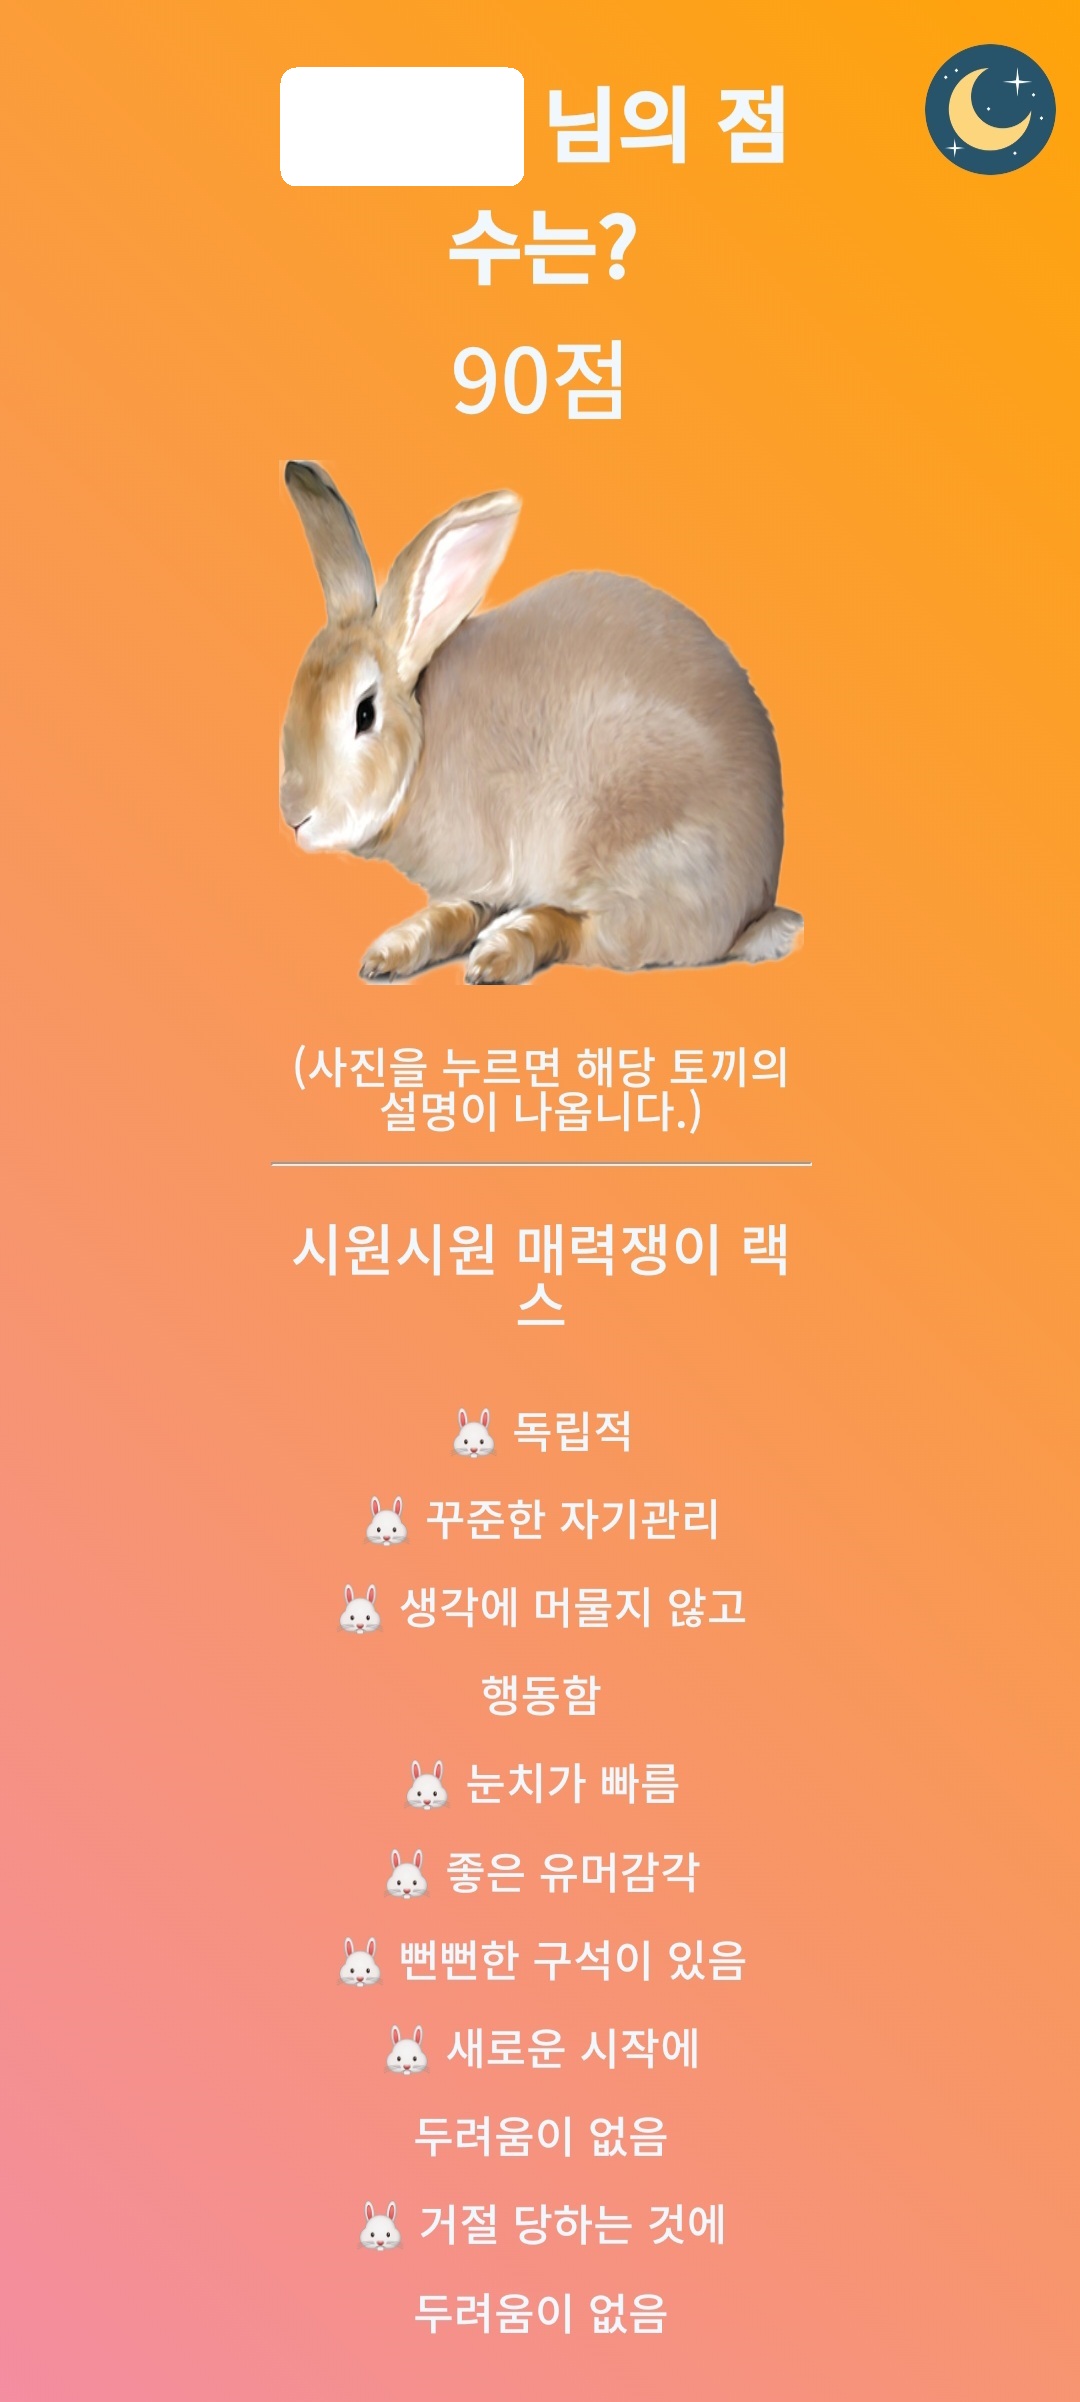 님의 점
수는?
90점
(사진을 누르면 해당 토끼의
설명이 나옵니다.)
시원시원 매력쟁이 랙
스
🐰 독립적
🐰 꾸준한 자기관리
🐰 생각에 머물지 않고
행동함
🐰 눈치가 빠름
🐰 좋은 유머감각
🐰 뻔뻔한 구석이 있음
🐰 새로운 시작에
두려움이 없음
🐰 거절 당하는 것에
두려움이 없음